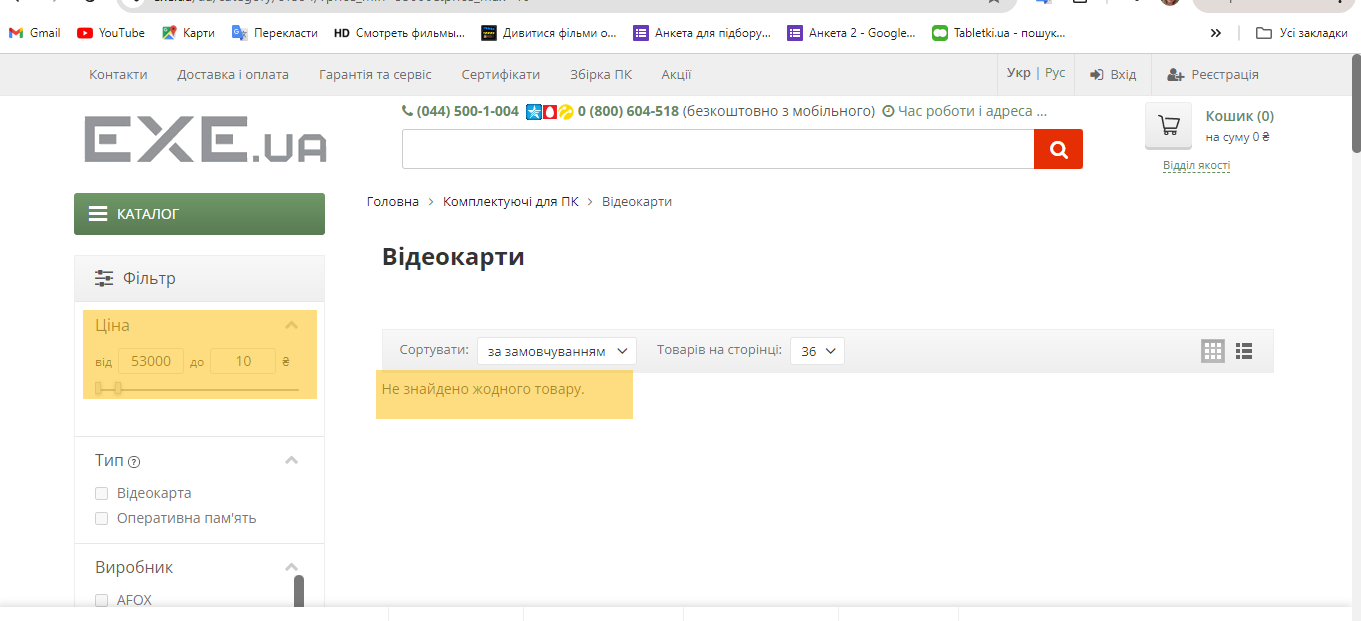 Gmail YouTube Карти Перекласти HD Смотреть фильмы... Дивитися фільми о... Анкета для підбору... Анкета 2 - Google... Tabletki.ua - пошук... » Усі закладки
Контакти Доставка і оплата Гарантія та сервіс Сертифікати Збірка ПК Акції Укр | Рус Вхід Реєстрація
(044) 500-1-004 0 (800) 604-518 (безкоштовно з мобільного) Час роботи і адреса ...
EXE.UA
Кошик (0)
на суму 0 ₴
Відділ якості
КАТАЛОГ
Головна > Комплектуючі для ПК > Відеокарти
Відеокарти
Фільтр
Ціна
від 53000 до 10 ₴
Сортувати: за замовчуванням Товарів на сторінці: 36
Не знайдено жодного товару.
Тип ?
Відеокарта
Оперативна пам'ять
Виробник
AFOX